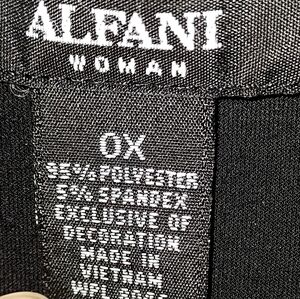 ALFANI
WOMAN
0X
95% POLYESTER
5% SPANDEX
EXCLUSIVE OF
DECORATION
MADE IN
VIETNAM
WPL